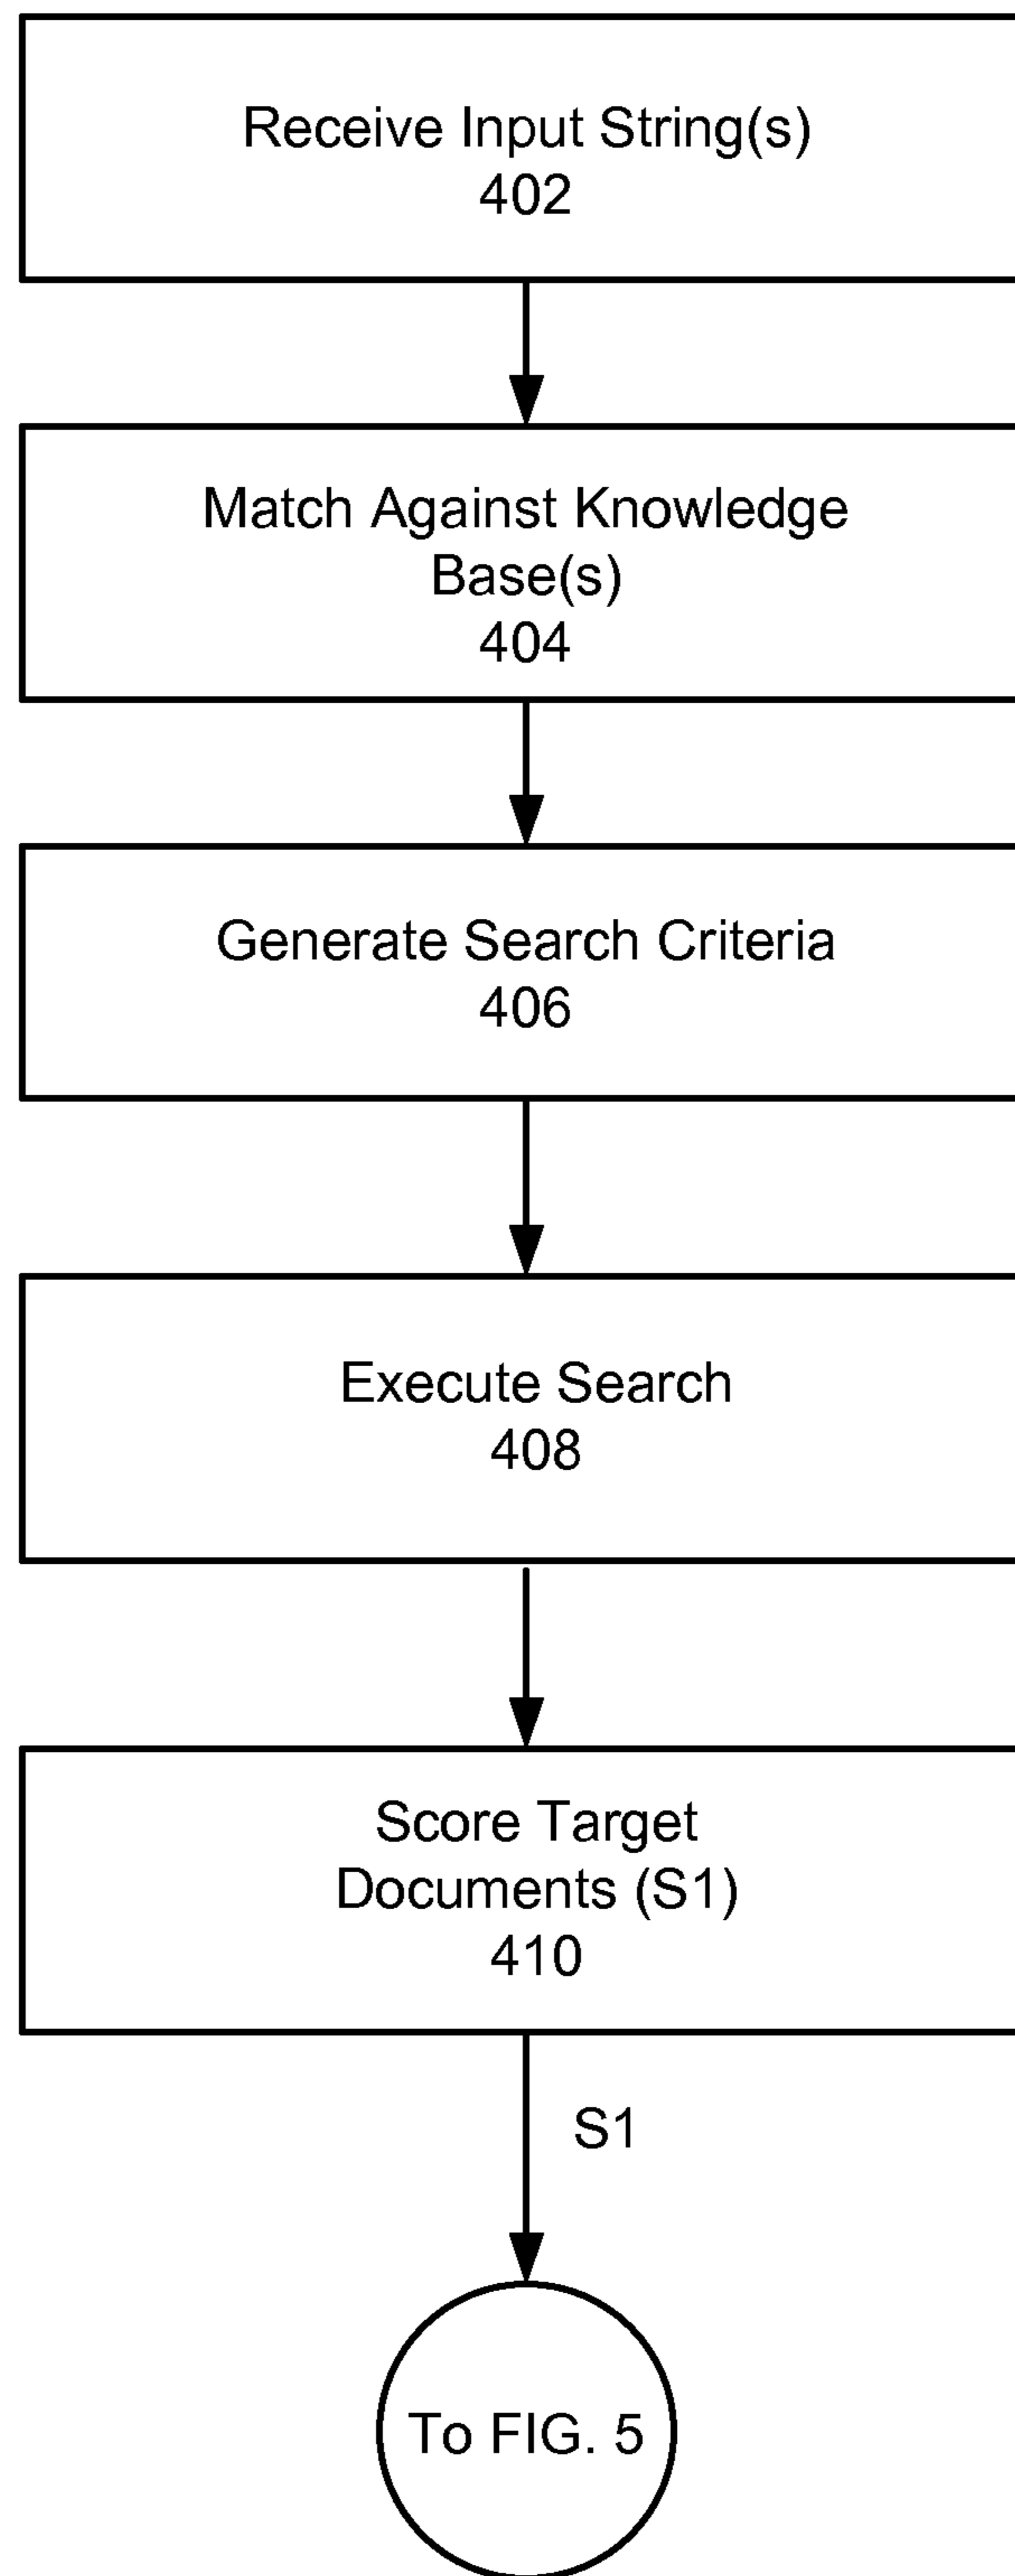 Receive Input String(s)
402
Match Against Knowledge
Base(s)
404
Generate Search Criteria
406
Execute Search
408
Score Target
Documents (S1)
410
S1
To FIG. 5